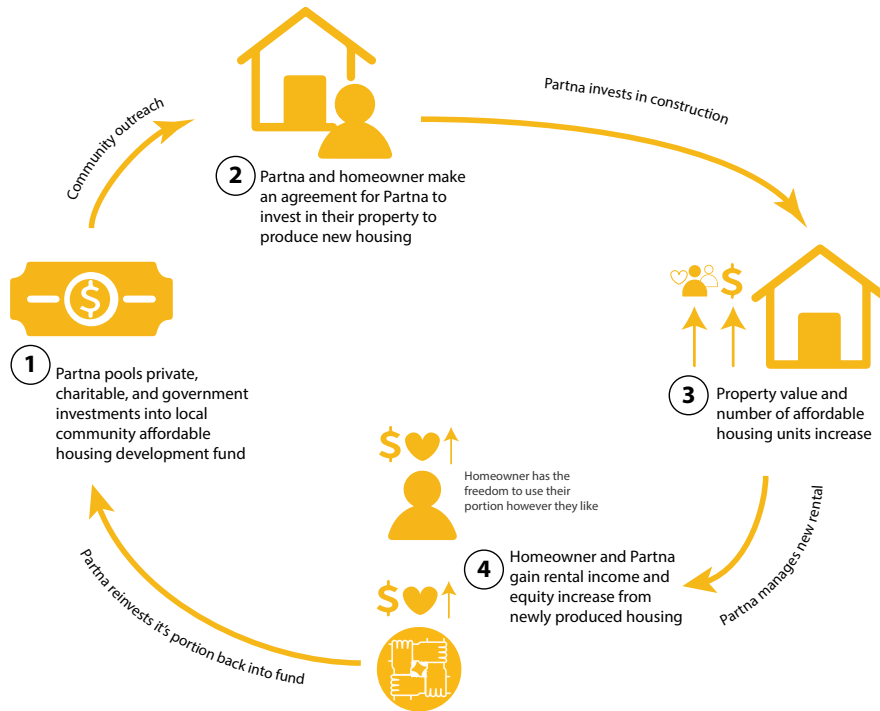 Community outreach
Partna invests in construction
2
Partna and homeowner make
an agreement for Partna to
invest in their property to
produce new housing
$
$
1
Partna pools private,
charitable, and government
investments into local
community affordable
housing development fund
3
Property value and
number of affordable
housing units increase
$
Homeowner has the
freedom to use their
portion however they like
Partna manages new rental
4
Homeowner and Partna
gain rental income and
equity increase from
newly produced housing
$
Partna reinvests it's portion back into fund